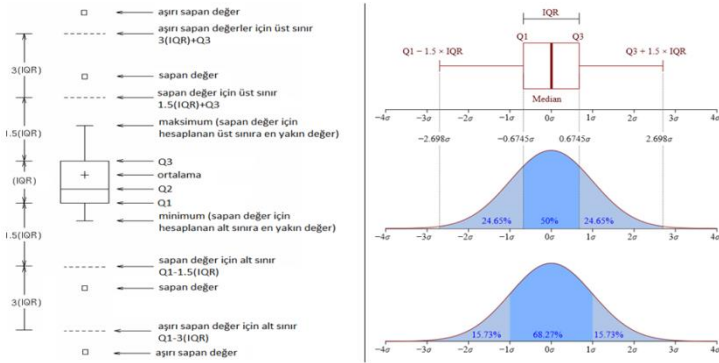 aşırı sapan değer
aşırı sapan değerler için üst sınır
3(IQR)+Q3
3(IQR)
sapan değer
sapan değer için üst sınır
1.5(IQR)+Q3
1.5(IQR)
maksimum (sapan değer için
hesaplanan üst sınıra en yakın değer)
Q3
(IQR)
ortalama
Q2
Q1
minimum (sapan değer için
hesaplanan alt sınıra en yakın değer)
1.5(IQR)
sapan değer için alt sınır
Q1-1.5(IQR)
sapan değer
3(IQR)
aşırı sapan değer için alt sınır
Q1-3(IQR)
aşırı sapan değer
IQR
Q1 Q3
Q1 − 1.5 × IQR Q3 + 1.5 × IQR
Median
−4σ −3σ −2σ −1σ 0σ 1σ 2σ 3σ 4σ
−2.698σ −0.6745σ 0.6745σ 2.698σ
24.65% 50% 24.65%
−4σ −3σ −2σ −1σ 0σ 1σ 2σ 3σ 4σ
15.73% 68.27% 15.73%
−4σ −3σ −2σ −1σ 0σ 1σ 2σ 3σ 4σ